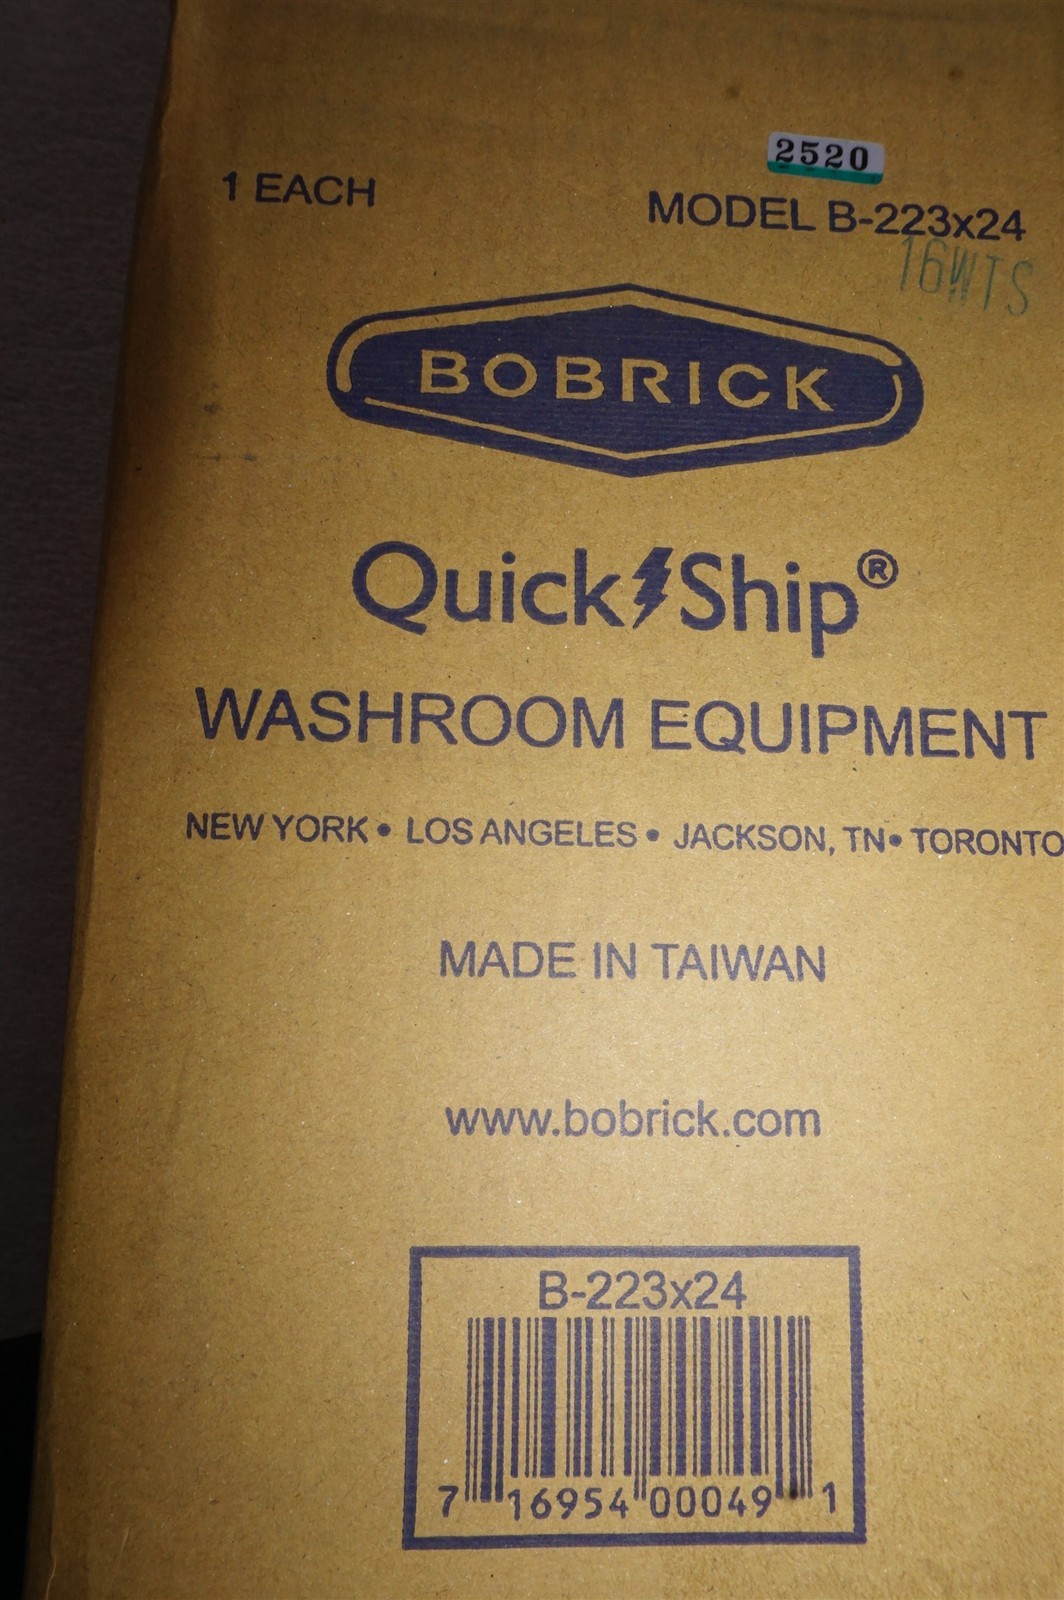 2520
1 EACH
MODEL B-223x24
16WTS
BOBRICK
Quick Ship®
WASHROOM EQUIPMENT
NEW YORK • LOS ANGELES • JACKSON, TN • TORONTO
MADE IN TAIWAN
www.bobrick.com
B-223x24
7 16954 00049 1